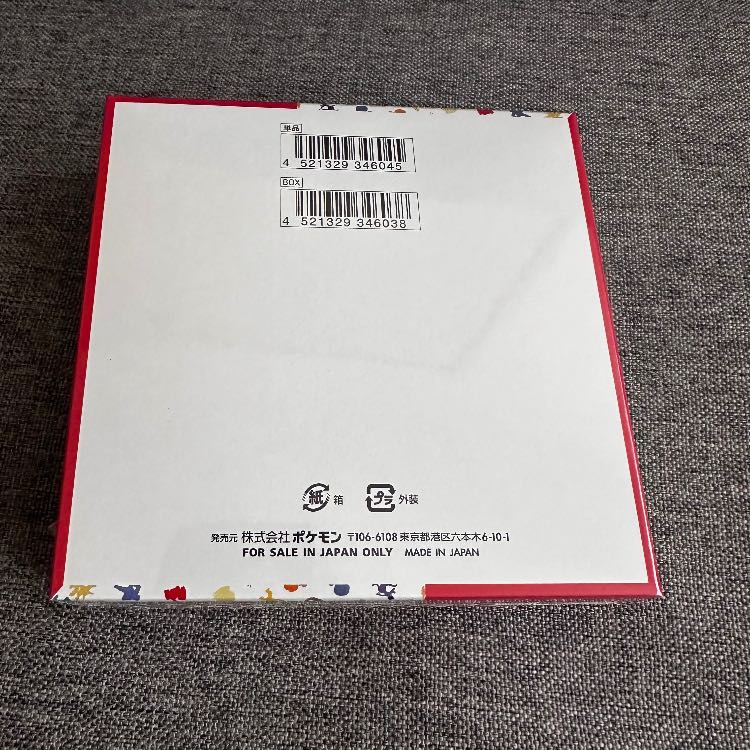 単品
4 521329 346045
BOX
4 521329 346038
紙 箱 プラ 外装
発売元 株式会社ポケモン 〒106-6108 東京都港区六本木6-10-1
FOR SALE IN JAPAN ONLY MADE IN JAPAN